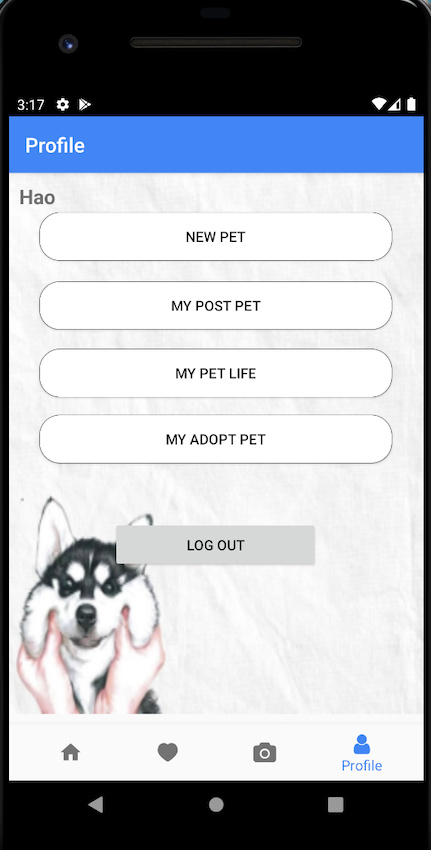 3:17
Profile
Hao
NEW PET
MY POST PET
MY PET LIFE
MY ADOPT PET
LOG OUT
Profile